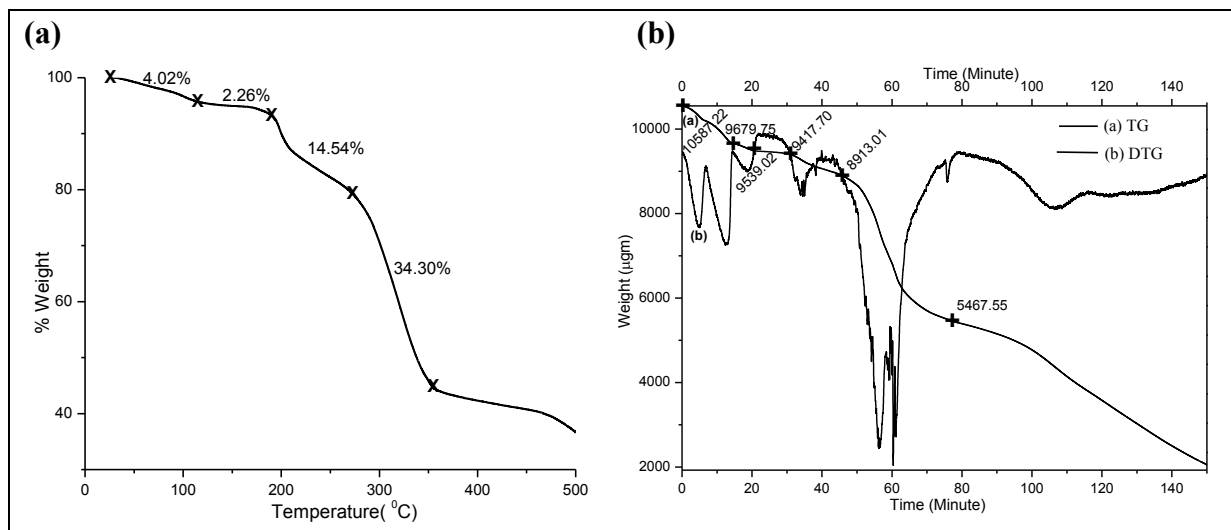 (a)
100
80
60
40
0
100
200
300
400
500
% Weight
Temperature( ⁰C)
X
X
X
X
X
4.02%
2.26%
14.54%
34.30%
(b)
Time (Minute)
0
20
40
60
80
100
120
140
10000
8000
6000
4000
2000
Weight (μgm)
(a)
10587.22
9679.75
9539.02
9417.70
8913.01
5467.55
(b)
(a) TG
(b) DTG
0
20
40
60
80
100
120
140
Time (Minute)